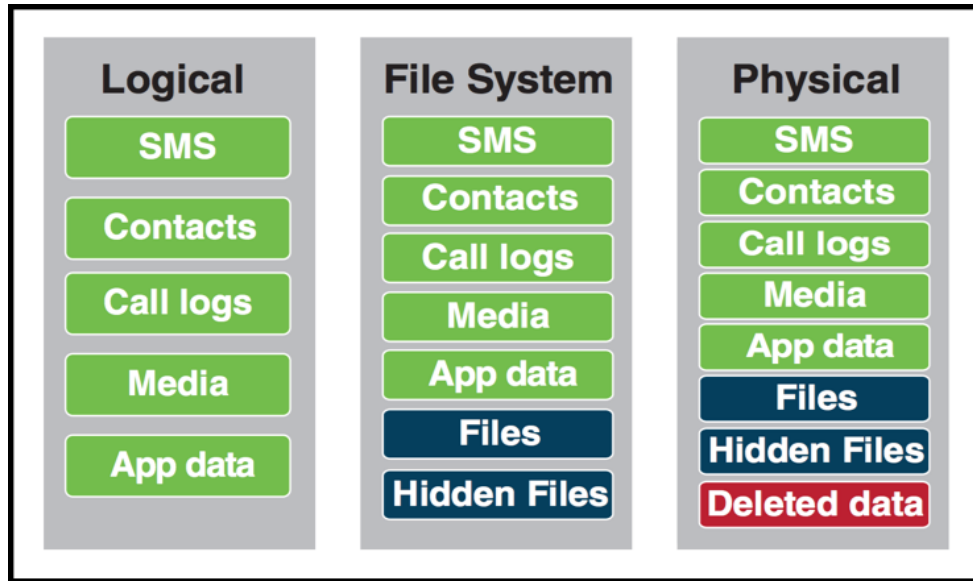 Logical
SMS
Contacts
Call logs
Media
App data
File System
SMS
Contacts
Call logs
Media
App data
Files
Hidden Files
Physical
SMS
Contacts
Call logs
Media
App data
Files
Hidden Files
Deleted data